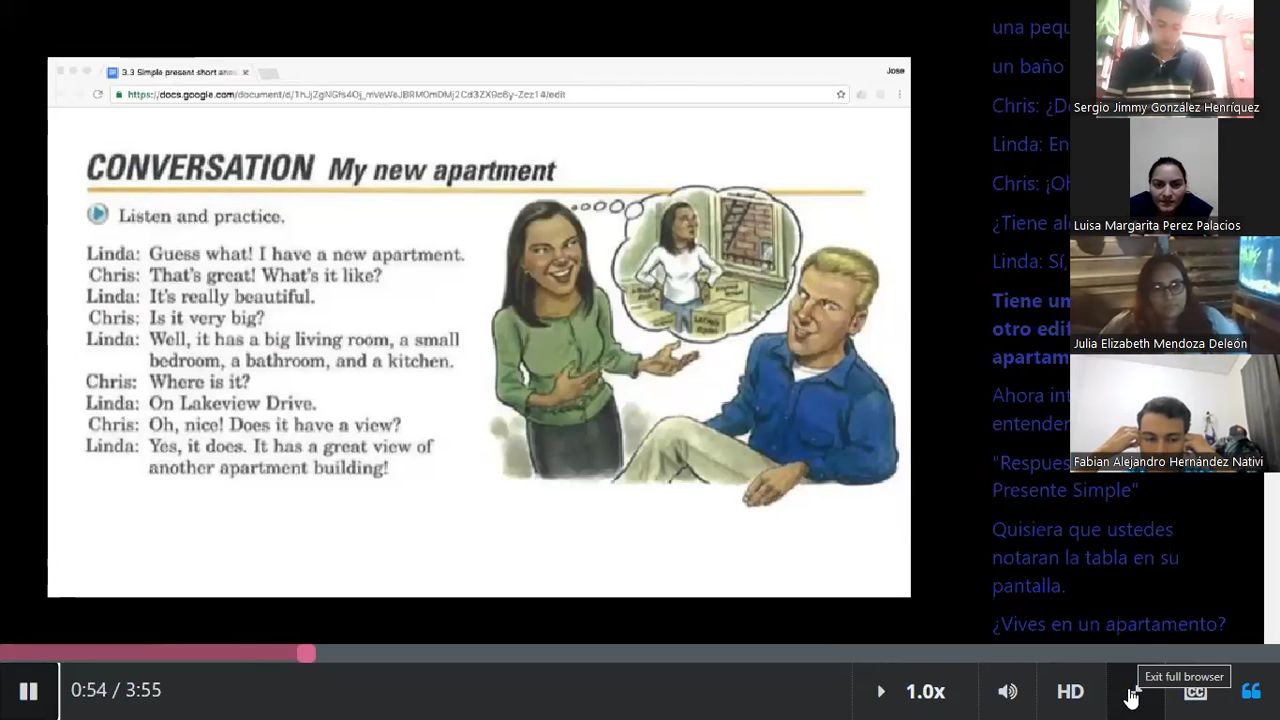 3.3 Simple present short
Jose
https://docs.google.com/document/d/
CONVERSATION My new apartment
Listen and practice.
Linda: Guess what! I have a new apartment.
Chris: That's great! What's it like?
Linda: It's really beautiful.
Chris: Is it very big?
Linda: Well, it has a big living room, a small
bedroom, a bathroom, and a kitchen.
Chris: Where is it?
Linda: On Lakeview Drive.
Chris: Oh, nice! Does it have a view?
Linda: Yes, it does. It has a great view of
another apartment building!
una pequ
un baño
Chris: ¿D
Linda: En
Chris: ¡Oh
¿Tiene al
Linda: Sí,
Tiene un
otro edif
apartam
Ahora int
entender
"Respues
Presente Simple"
Quisiera que ustedes
notaran la tabla en su
pantalla.
¿Vives en un apartamento?
Sergio Jimmy González Henríquez
Luisa Margarita Perez Palacios
Julia Elizabeth Mendoza Deleón
Fabian Alejandro Hernández Nativi
0:54 / 3:55
1.0x
HD
Exit full browser
CC